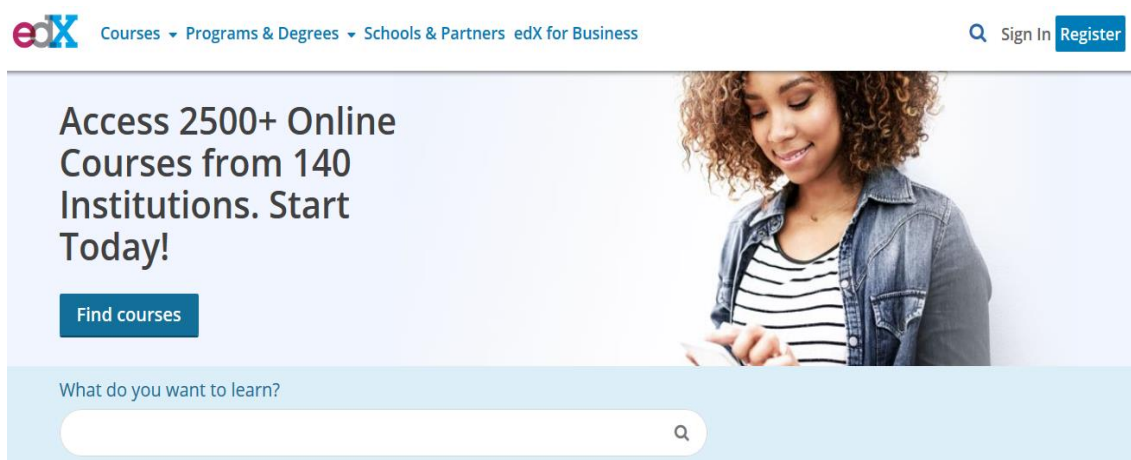 edX Courses Programs & Degrees Schools & Partners edX for Business Sign In Register
Access 2500+ Online
Courses from 140
Institutions. Start
Today!
Find courses
What do you want to learn?